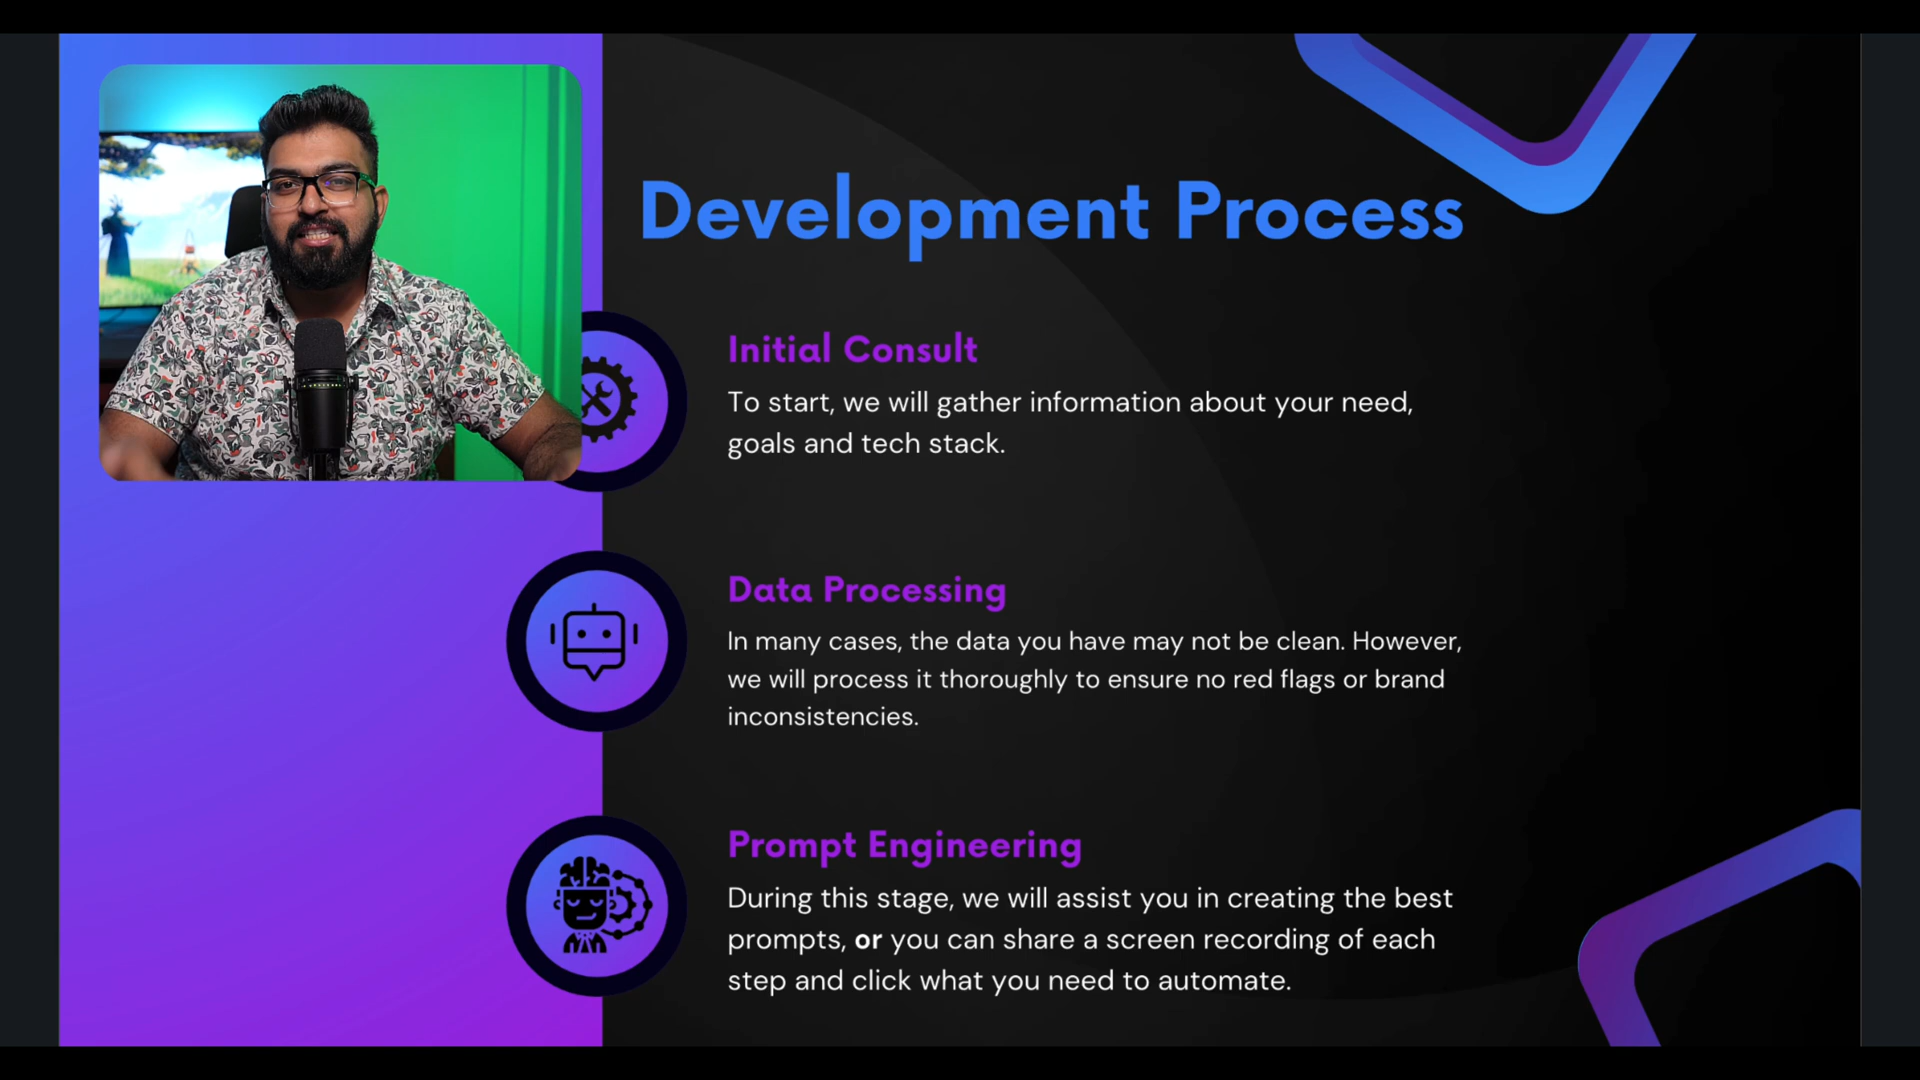 Development Process
Initial Consult
To start, we will gather information about your need,
goals and tech stack.
Data Processing
In many cases, the data you have may not be clean. However,
we will process it thoroughly to ensure no red flags or brand
inconsistencies.
Prompt Engineering
During this stage, we will assist you in creating the best
prompts, or you can share a screen recording of each
step and click what you need to automate.